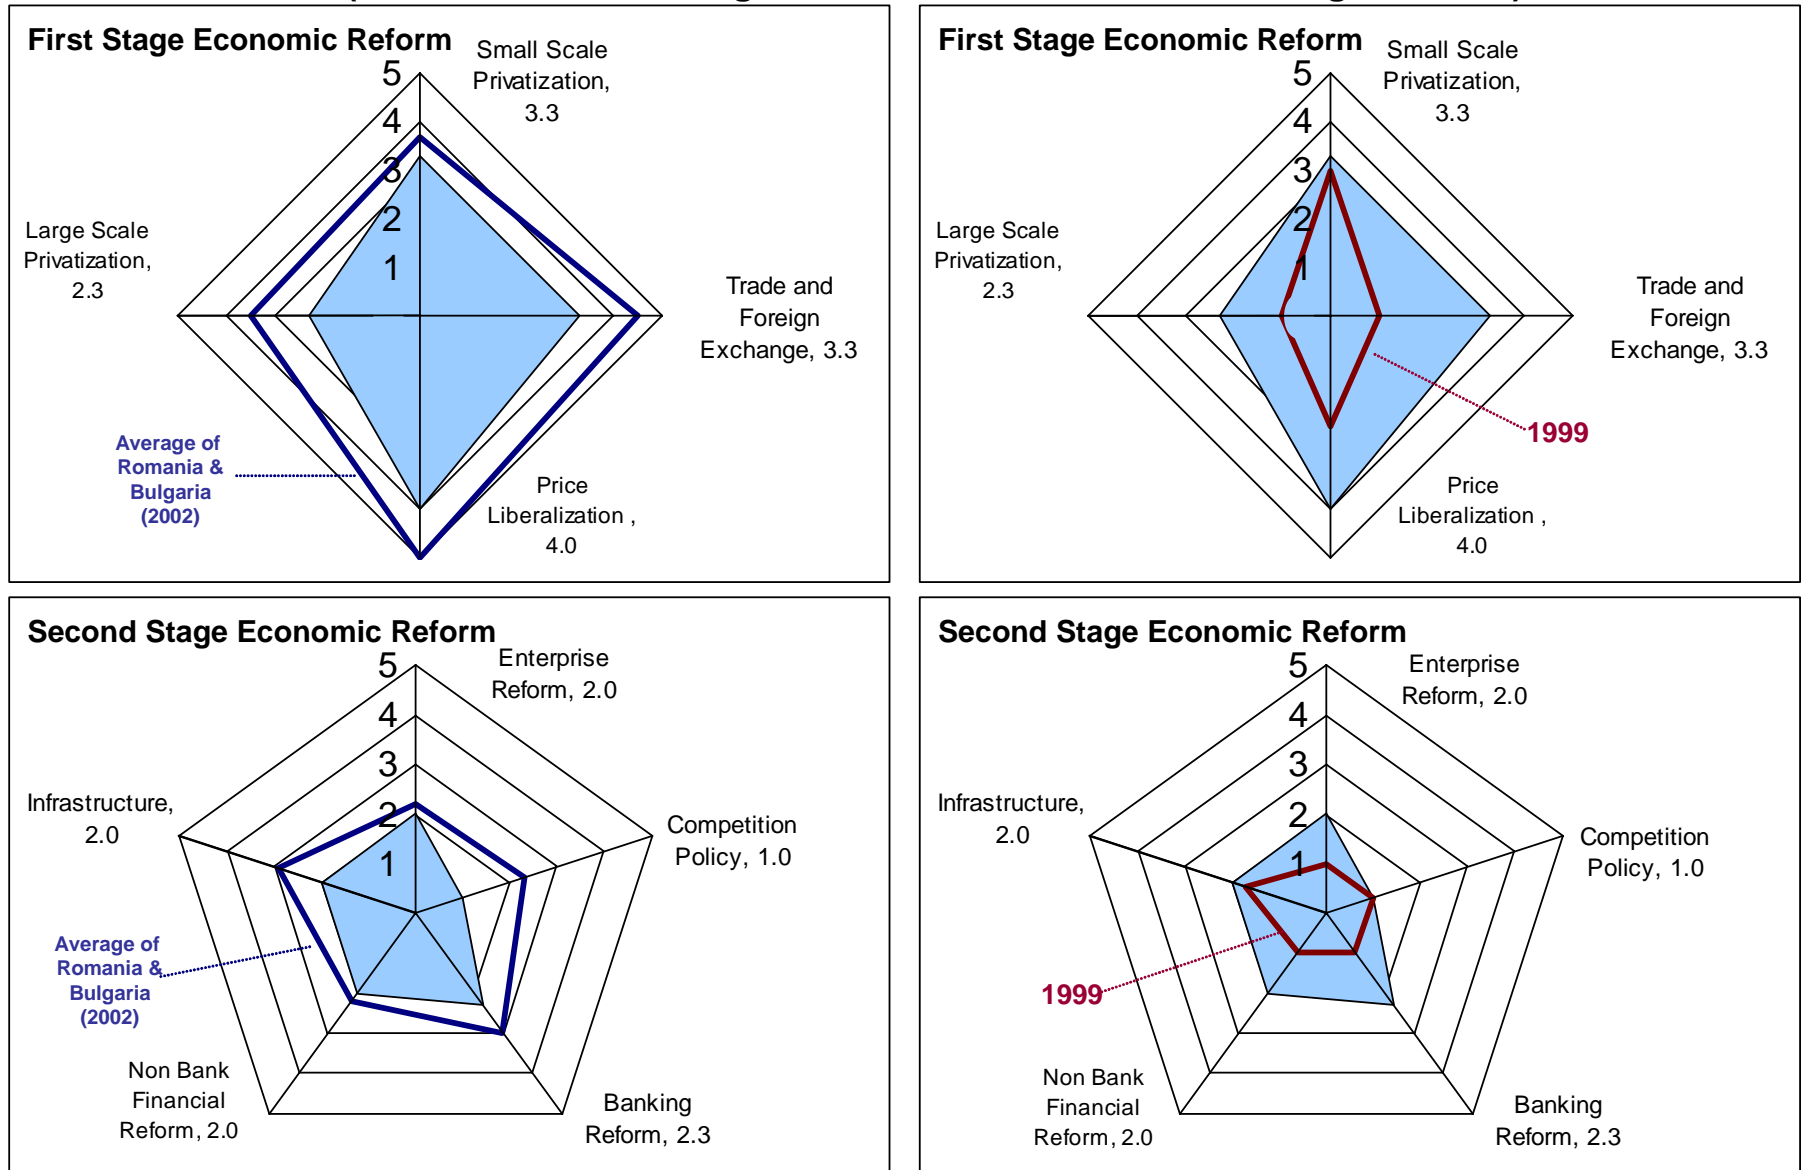 First Stage Economic Reform
Small Scale
Privatization,
3.3
5
4
3
2
1
Large Scale
Privatization,
2.3
Trade and
Foreign
Exchange, 3.3
Average of
Romania &
Bulgaria
(2002)
Price
Liberalization ,
4.0
First Stage Economic Reform
Small Scale
Privatization,
3.3
5
4
3
2
1
Large Scale
Privatization,
2.3
Trade and
Foreign
Exchange, 3.3
1999
Price
Liberalization ,
4.0
Second Stage Economic Reform
Enterprise
Reform, 2.0
5
4
3
2
1
Infrastructure,
2.0
Competition
Policy, 1.0
Average of
Romania &
Bulgaria
(2002)
Non Bank
Financial
Reform, 2.0
Banking
Reform, 2.3
Second Stage Economic Reform
Enterprise
Reform, 2.0
5
4
3
2
1
Infrastructure,
2.0
Competition
Policy, 1.0
1999
Non Bank
Financial
Reform, 2.0
Banking
Reform, 2.3